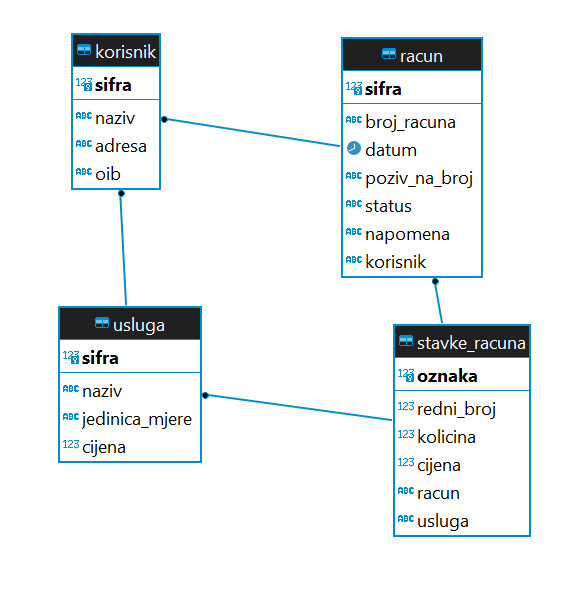 korisnik
123 sifra
ABC naziv
ABC adresa
ABC oib
racun
123 sifra
ABC broj_racuna
datum
ABC poziv_na_broj
ABC status
ABC napomena
ABC korisnik
usluga
123 sifra
ABC naziv
ABC jedinica_mjere
123 cijena
stavke_racuna
123 oznaka
123 redni_broj
123 kolicina
123 cijena
ABC racun
ABC usluga